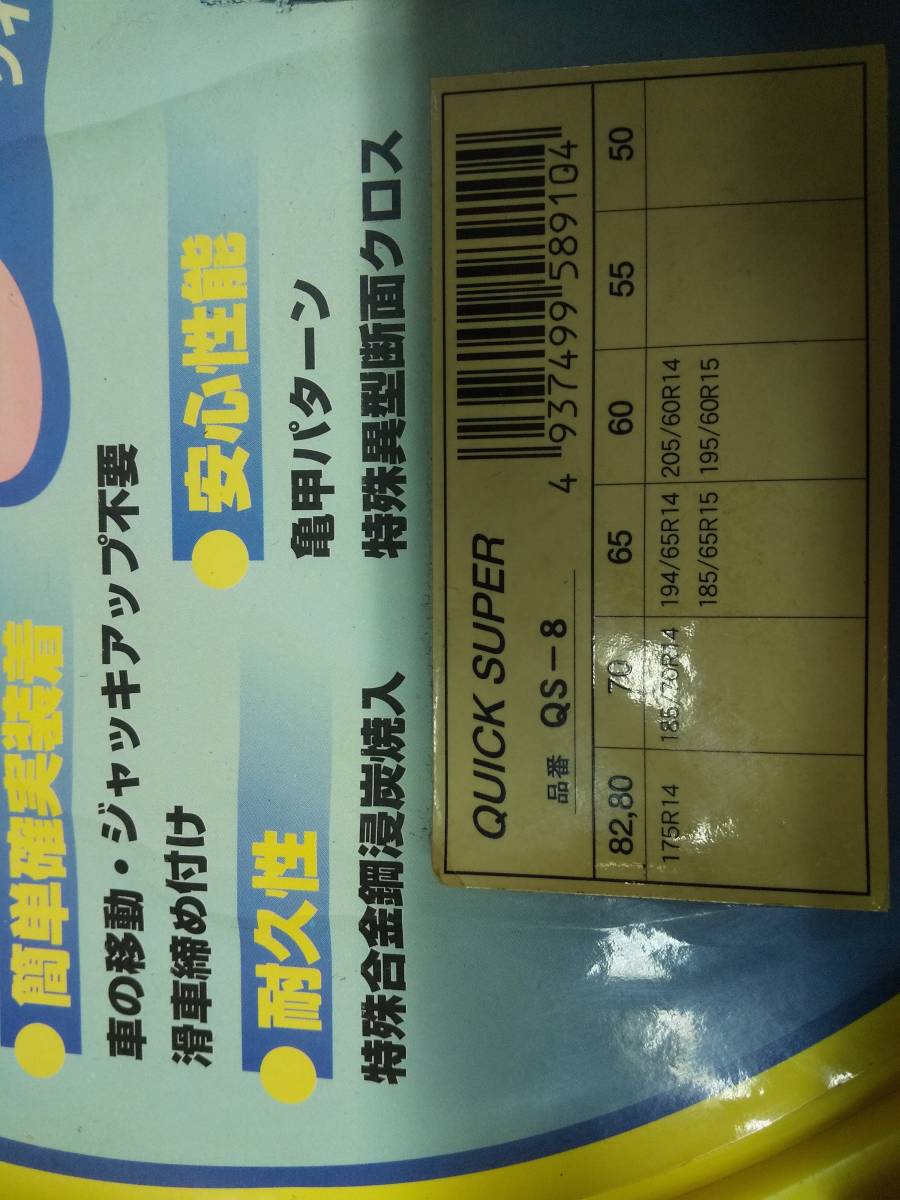 簡単確実装着
車の移動・ジャッキアップ不要
滑車締め付け
耐久性
特殊合金鋼浸炭焼入
安心性能
亀甲パターン
特殊異型断面クロス
QUICK SUPER
品番 QS-8
4 937499 589104
82,80 70 65 60 55 50
175R14 185/70R14 194/65R14 205/60R14
185/65R15 195/60R15